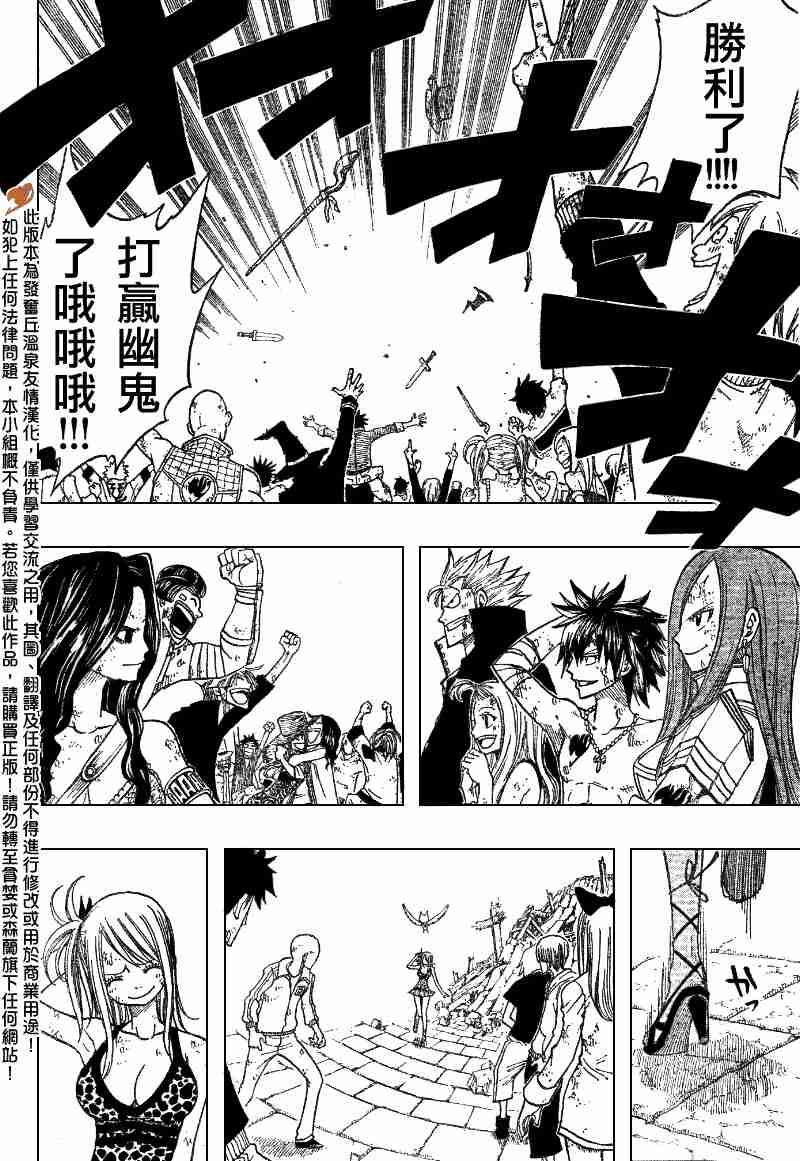 勝利了!!!!
打贏幽鬼
了哦哦哦!!!
オオオオオオオ
ザッ
此版本為發奮丘溫泉友情漢化，僅供學習交流之用，其圖、翻譯及任何部份不得進行修改或用於商業用途！
如犯上任何法律問題，本小組概不負責。若您喜歡此作品，請購買正版！請勿轉至貪婪或森蘭旗下任何網站！